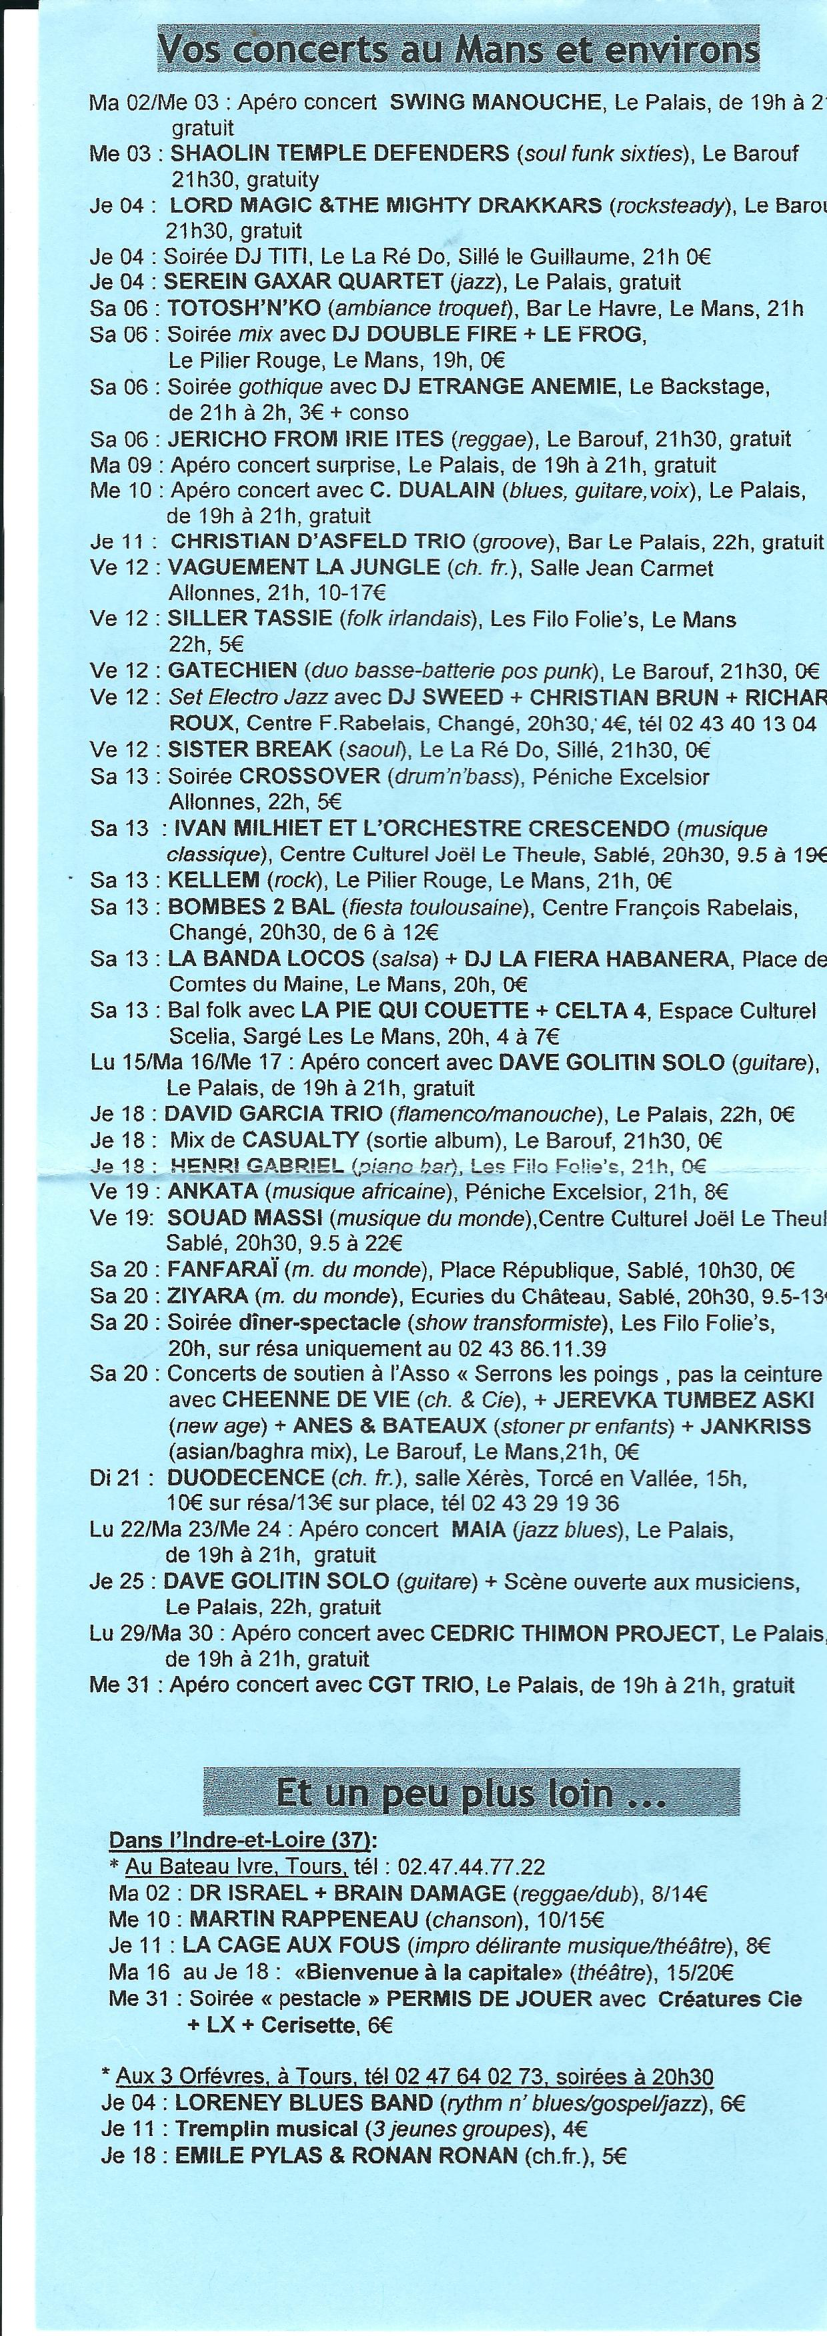 Vos concerts au Mans et environs
Ma 02/Me 03 : Apéro concert SWING MANOUCHE, Le Palais, de 19h à
gratuit
Me 03 : SHAOLIN TEMPLE DEFENDERS (soul funk sixties), Le Barouf
21h30, gratuity
Je 04 : LORD MAGIC &THE MIGHTY DRAKKARS (rocksteady), Le Barou
21h30, gratuit
Je 04 : Soirée DJ TITI, Le La Ré Do, Sillé le Guillaume, 21h 0€
Je 04 : SEREIN GAXAR QUARTET (jazz), Le Palais, gratuit
Sa 06 : TOTOSH'N'KO (ambiance troquet), Bar Le Havre, Le Mans, 21h
Sa 06 : Soirée mix avec DJ DOUBLE FIRE + LE FROG,
Le Pilier Rouge, Le Mans, 19h, 0€
Sa 06 : Soirée gothique avec DJ ETRANGE ANEMIE, Le Backstage,
de 21h à 2h, 3€ + conso
Sa 06 : JERICHO FROM IRIE ITES (reggae), Le Barouf, 21h30, gratuit
Ma 09 : Apéro concert surprise, Le Palais, de 19h à 21h, gratuit
Me 10 : Apéro concert avec C. DUALAIN (blues, guitare,voix), Le Palais,
de 19h à 21h, gratuit
Je 11 : CHRISTIAN D'ASFELD TRIO (groove), Bar Le Palais, 22h, gratuit
Ve 12 : VAGUEMENT LA JUNGLE (ch. fr.), Salle Jean Carmet
Allonnes, 21h, 10-17€
Ve 12 : SILLER TASSIE (folk irlandais), Les Filo Folie's, Le Mans
22h, 5€
Ve 12 : GATECHIEN (duo basse-batterie pos punk), Le Barouf, 21h30, 0€
Ve 12 : Set Electro Jazz avec DJ SWEED + CHRISTIAN BRUN + RICHAR
ROUX, Centre F.Rabelais, Changé, 20h30, 4€, tél 02 43 40 13 04
Ve 12 : SISTER BREAK (saoul), Le La Ré Do, Sillé, 21h30, 0€
Sa 13 : Soirée CROSSOVER (drum'n'bass), Péniche Excelsior
Allonnes, 22h, 5€
Sa 13 : IVAN MILHIET ET L'ORCHESTRE CRESCENDO (musique
classique), Centre Culturel Joël Le Theule, Sablé, 20h30, 9.5 à 19€
Sa 13 : KELLEM (rock), Le Pilier Rouge, Le Mans, 21h, 0€
Sa 13 : BOMBES 2 BAL (fiesta toulousaine), Centre François Rabelais,
Changé, 20h30, de 6 à 12€
Sa 13 : LA BANDA LOCOS (salsa) + DJ LA FIERA HABANERA, Place de
Comtes du Maine, Le Mans, 20h, 0€
Sa 13 : Bal folk avec LA PIE QUI COUETTE + CELTA 4, Espace Culturel
Scelia, Sargé Les Le Mans, 20h, 4 à 7€
Lu 15/Ma 16/Me 17 : Apéro concert avec DAVE GOLITIN SOLO (guitare),
Le Palais, de 19h à 21h, gratuit
Je 18 : DAVID GARCIA TRIO (flamenco/manouche), Le Palais, 22h, 0€
Je 18 : Mix de CASUALTY (sortie album), Le Barouf, 21h30, 0€
Je 18 : HENRI GABRIEL (piano bar), Les Filo Folie's, 21h, 0€
Ve 19 : ANKATA (musique africaine), Péniche Excelsior, 21h, 8€
Ve 19: SOUAD MASSI (musique du monde),Centre Culturel Joël Le Theul
Sablé, 20h30, 9.5 à 22€
Sa 20 : FANFARAÏ (m. du monde), Place République, Sablé, 10h30, 0€
Sa 20 : ZIYARA (m. du monde), Ecuries du Château, Sablé, 20h30, 9.5-13€
Sa 20 : Soirée dîner-spectacle (show transformiste), Les Filo Folie's,
20h, sur résa uniquement au 02 43 86.11.39
Sa 20 : Concerts de soutien à l'Asso « Serrons les poings , pas la ceinture
avec CHEENNE DE VIE (ch. & Cie), + JEREVKA TUMBEZ ASKI
(new age) + ANES & BATEAUX (stoner pr enfants) + JANKRISS
(asian/baghra mix), Le Barouf, Le Mans,21h, 0€
Di 21 : DUODECENCE (ch. fr.), salle Xérès, Torcé en Vallée, 15h,
10€ sur résa/13€ sur place, tél 02 43 29 19 36
Lu 22/Ma 23/Me 24 : Apéro concert MAIA (jazz blues), Le Palais,
de 19h à 21h, gratuit
Je 25 : DAVE GOLITIN SOLO (guitare) + Scène ouverte aux musiciens,
Le Palais, 22h, gratuit
Lu 29/Ma 30 : Apéro concert avec CEDRIC THIMON PROJECT, Le Palais,
de 19h à 21h, gratuit
Me 31 : Apéro concert avec CGT TRIO, Le Palais, de 19h à 21h, gratuit
Et un peu plus loin ...
Dans l'Indre-et-Loire (37):
* Au Bateau Ivre, Tours, tél : 02.47.44.77.22
Ma 02 : DR ISRAEL + BRAIN DAMAGE (reggae/dub), 8/14€
Me 10 : MARTIN RAPPENEAU (chanson), 10/15€
Je 11 : LA CAGE AUX FOUS (impro délirante musique/théâtre), 8€
Ma 16 au Je 18 : «Bienvenue à la capitale» (théâtre), 15/20€
Me 31 : Soirée « pestacle » PERMIS DE JOUER avec Créatures Cie
+ LX + Cerisette, 6€
* Aux 3 Orfévres, à Tours, tél 02 47 64 02 73, soirées à 20h30
Je 04 : LORENEY BLUES BAND (rythm n' blues/gospel/jazz), 6€
Je 11 : Tremplin musical (3 jeunes groupes), 4€
Je 18 : EMILE PYLAS & RONAN RONAN (ch.fr.), 5€